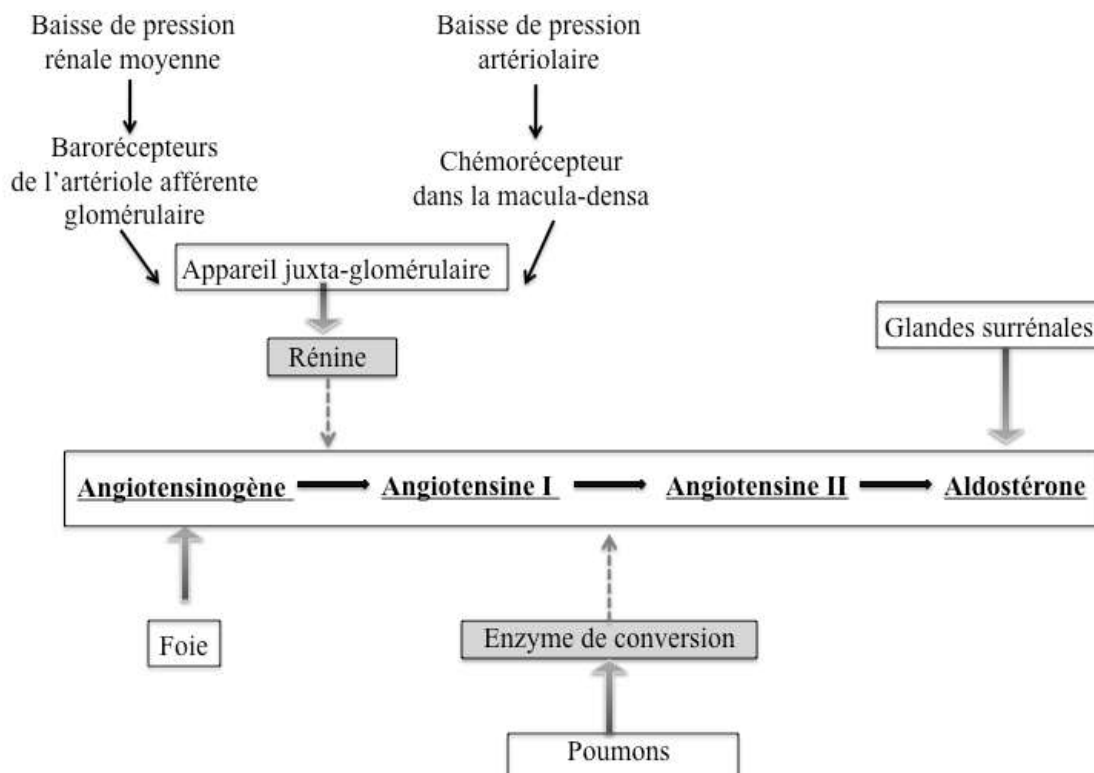 Baisse de pression
rénale moyenne
Baisse de pression
artériolaire
Barorécepteurs
de l'artériole afférente
glomérulaire
Chémorécepteur
dans la macula-densa
Appareil juxta-glomérulaire
Rénine
Glandes surrénales
Angiotensinogène Angiotensine I Angiotensine II Aldostérone
Foie
Enzyme de conversion
Poumons